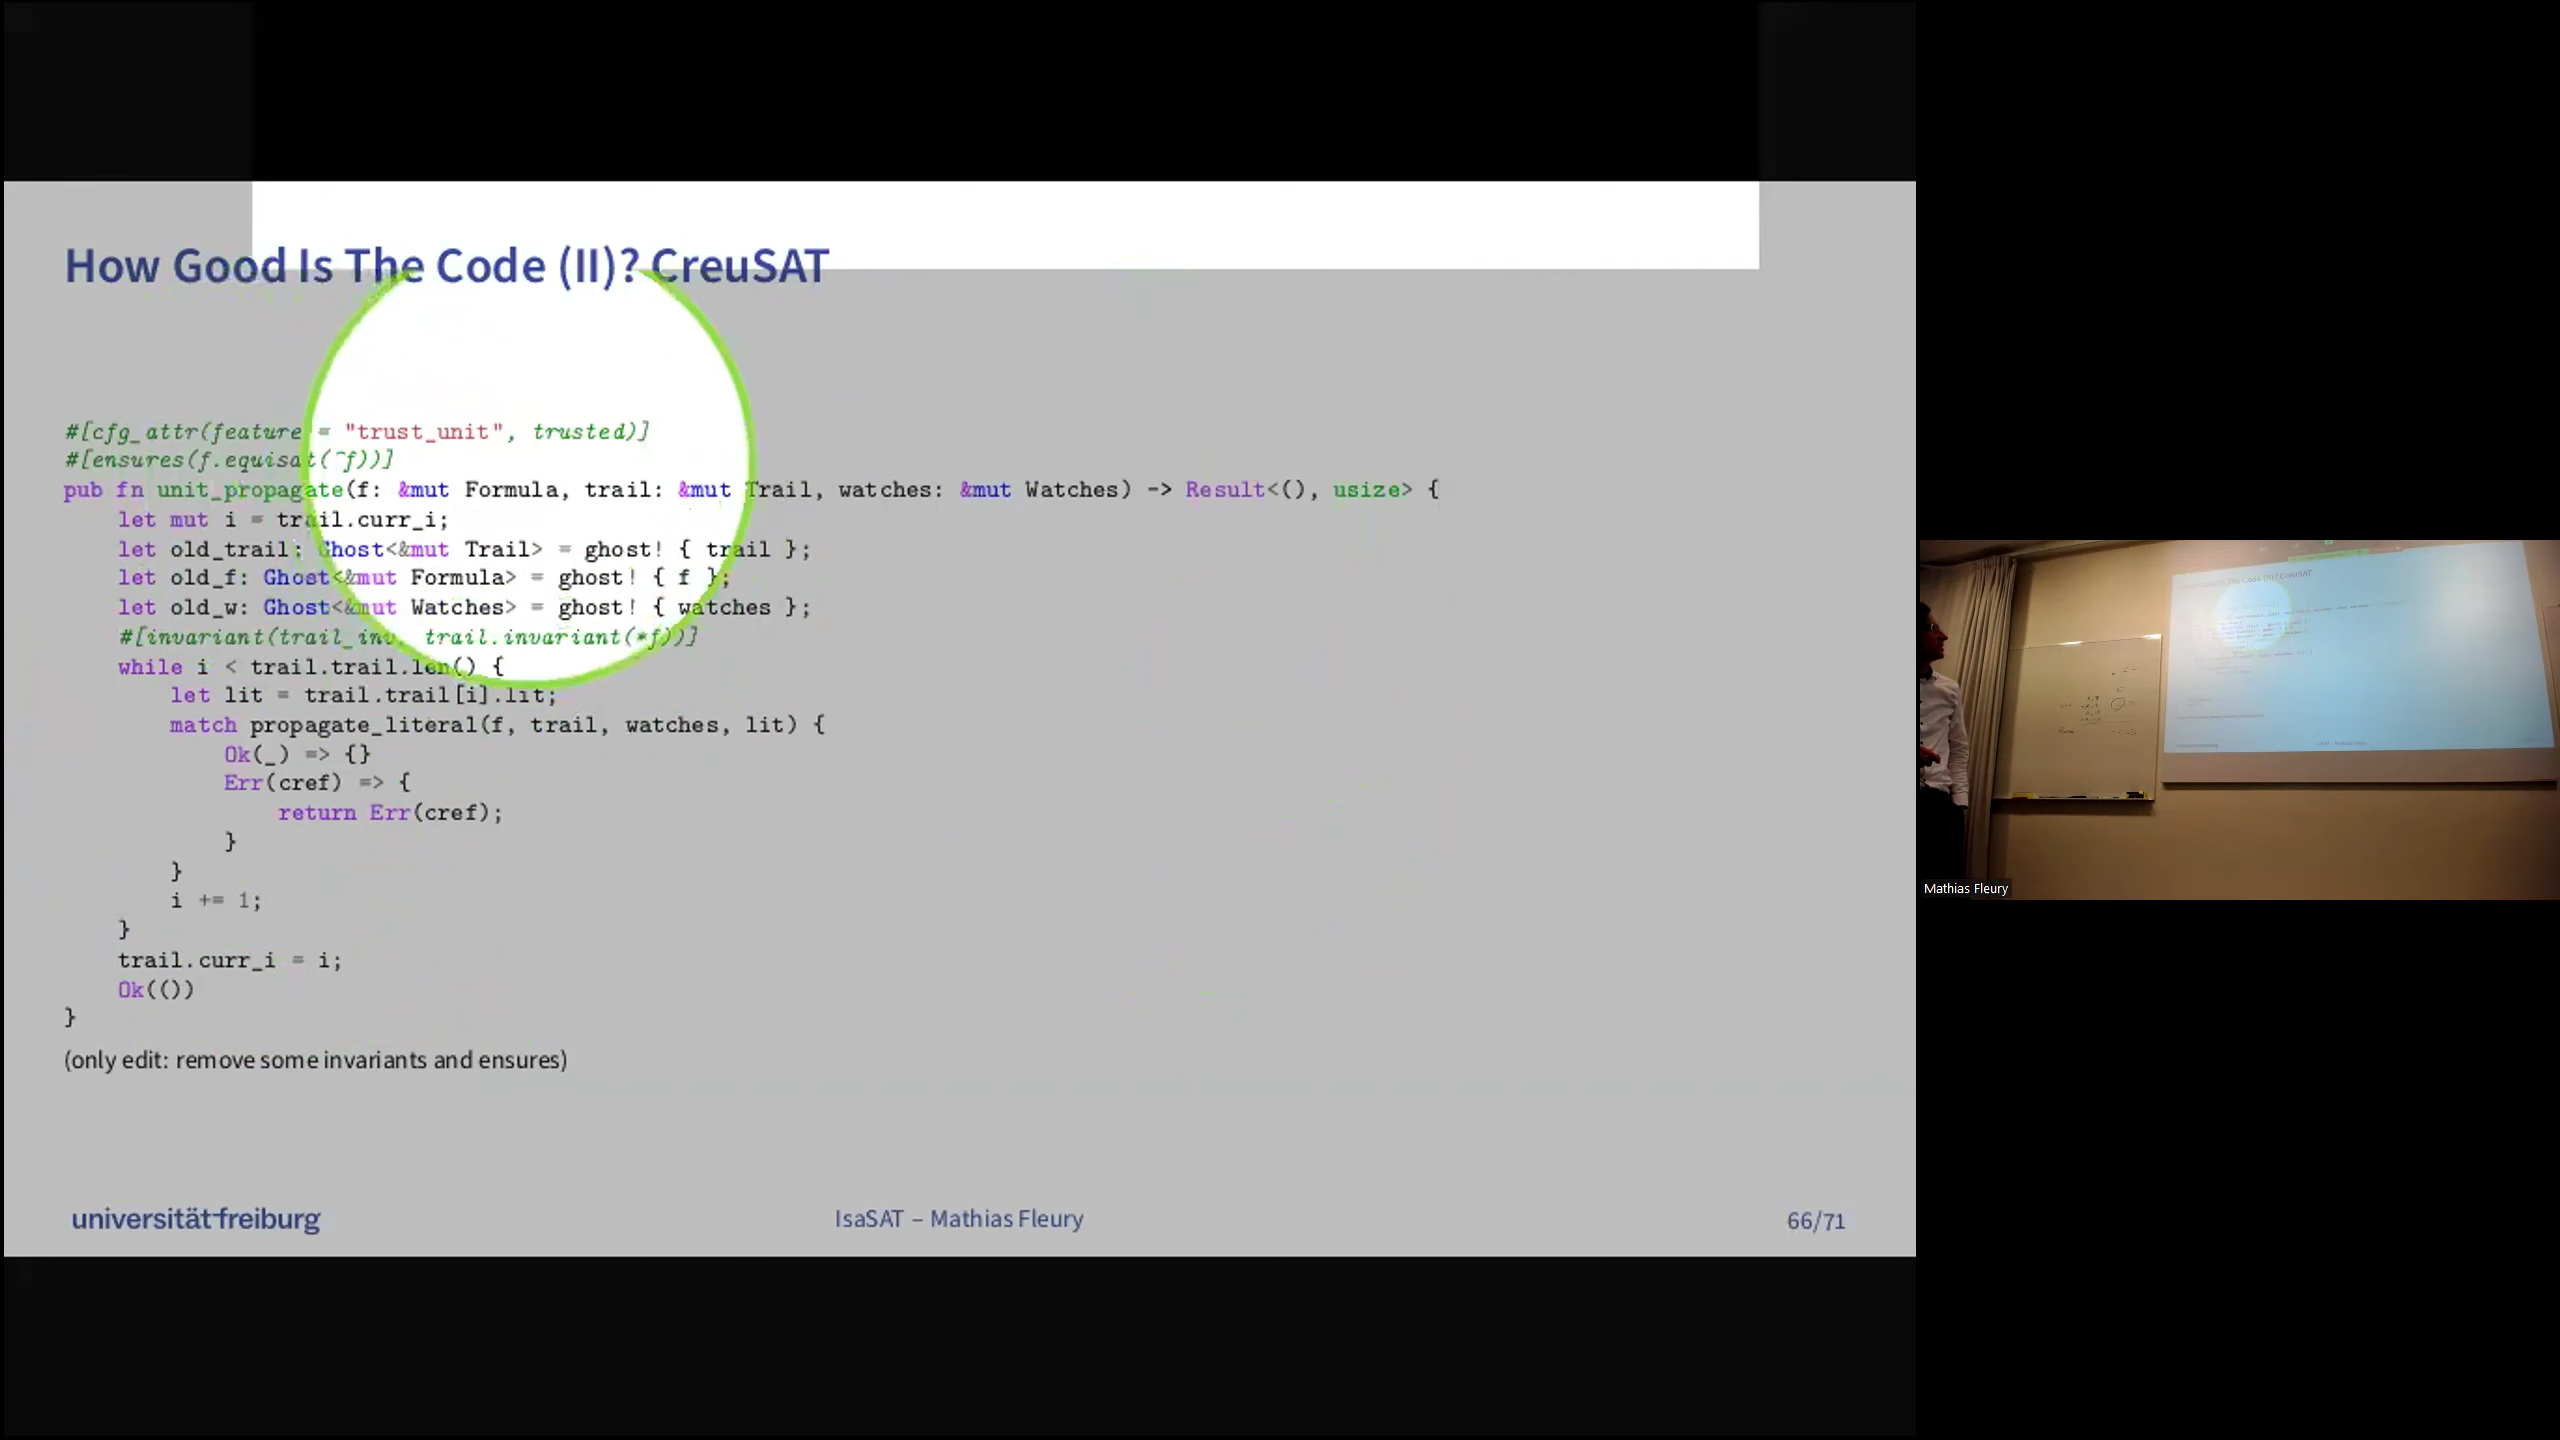 How Good Is The Code (II)? CreuSAT
#[cfg_attr(feature = "trust_unit", trusted)]
#[ensures(f.equisat(^f))]
pub fn unit_propagate(f: &mut Formula, trail: &mut Trail, watches: &mut Watches) -> Result<(), usize> {
    let mut i = trail.curr_i;
    let old_trail: Ghost<&mut Trail> = ghost! { trail };
    let old_f: Ghost<&mut Formula> = ghost! { f };
    let old_w: Ghost<&mut Watches> = ghost! { watches };
    #[invariant(trail_inv, trail.invariant(*f))]
    while i < trail.trail.len() {
        let lit = trail.trail[i].lit;
        match propagate_literal(f, trail, watches, lit) {
            Ok(_) => {}
            Err(cref) => {
                return Err(cref);
            }
        }
        i += 1;
    }
    trail.curr_i = i;
    Ok(())
}
(only edit: remove some invariants and ensures)
universität freiburg
IsaSAT – Mathias Fleury
66/71
Mathias Fleury